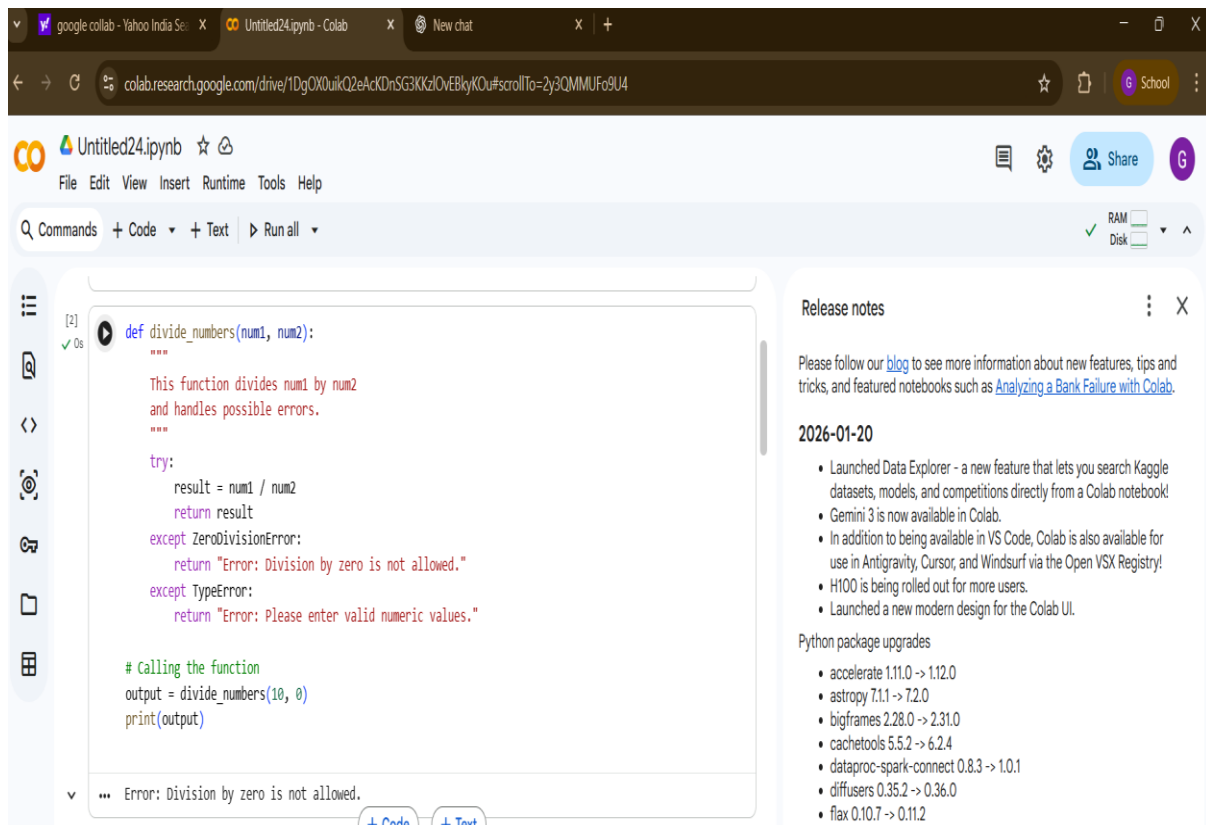 google collab - Yahoo India Sea
Untitled24.ipynb - Colab
New chat
colab.research.google.com/drive/1DgOX0uikQ2eAcKDnSG3KKzlOvEBkyKOu#scrollTo=2y3QMMUFo9U4
G School
CO
Untitled24.ipynb
File Edit View Insert Runtime Tools Help
Share
G
Commands + Code + Text Run all
RAM
Disk
[2]
0s
def divide_numbers(num1, num2):
"""
This function divides num1 by num2
and handles possible errors.
"""
try:
result = num1 / num2
return result
except ZeroDivisionError:
return "Error: Division by zero is not allowed."
except TypeError:
return "Error: Please enter valid numeric values."
# Calling the function
output = divide_numbers(10, 0)
print(output)
Error: Division by zero is not allowed.
+ Code + Text
Release notes
Please follow our blog to see more information about new features, tips and
tricks, and featured notebooks such as Analyzing a Bank Failure with Colab.
2026-01-20
• Launched Data Explorer - a new feature that lets you search Kaggle
datasets, models, and competitions directly from a Colab notebook!
• Gemini 3 is now available in Colab.
• In addition to being available in VS Code, Colab is also available for
use in Antigravity, Cursor, and Windsurf via the Open VSX Registry!
• H100 is being rolled out for more users.
• Launched a new modern design for the Colab UI.
Python package upgrades
• accelerate 1.11.0 -> 1.12.0
• astropy 7.1.1 -> 7.2.0
• bigframes 2.28.0 -> 2.31.0
• cachetools 5.5.2 -> 6.2.4
• dataproc-spark-connect 0.8.3 -> 1.0.1
• diffusers 0.35.2 -> 0.36.0
• flax 0.10.7 -> 0.11.2